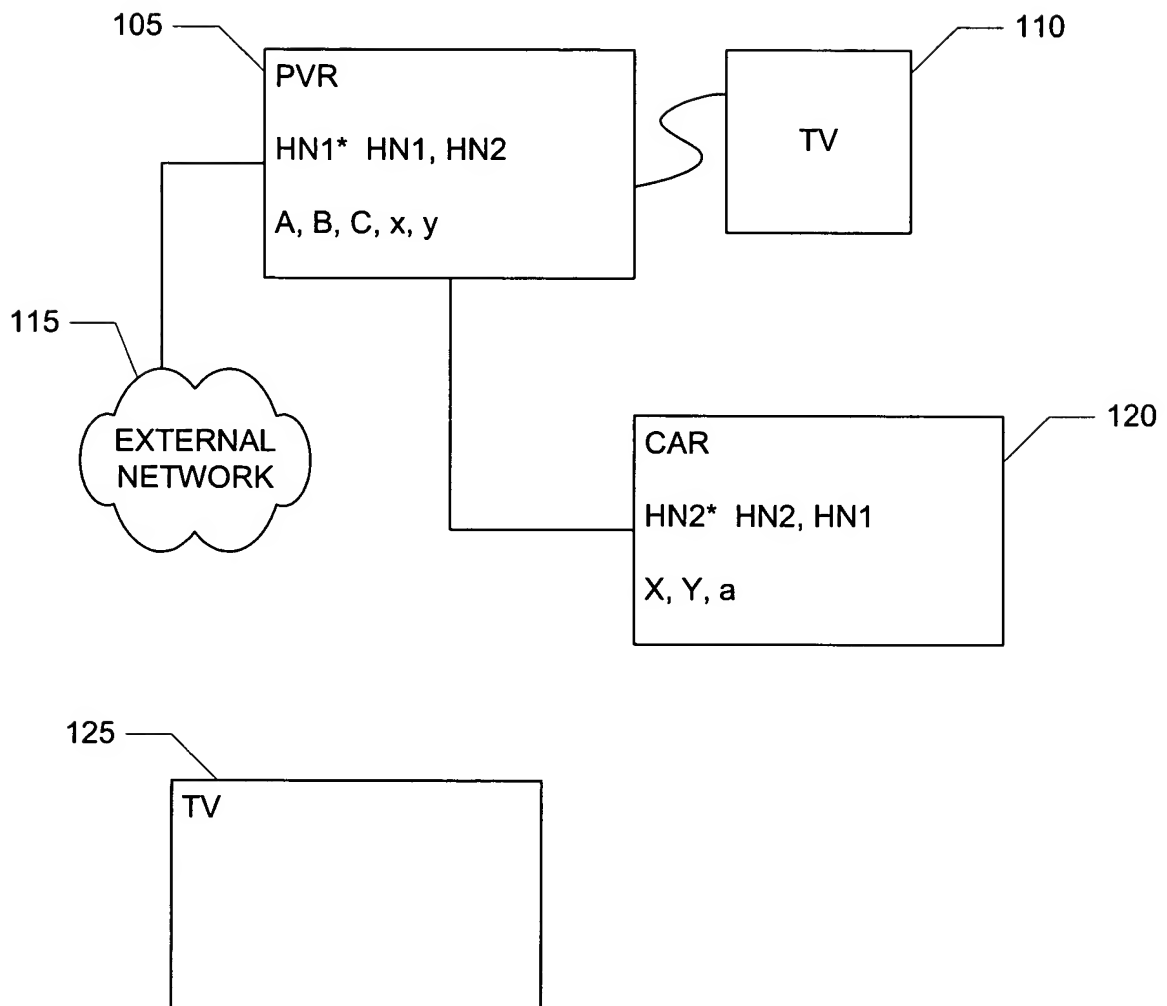 105
PVR
HN1* HN1, HN2
A, B, C, x, y
110
TV
115
EXTERNAL
NETWORK
120
CAR
HN2* HN2, HN1
X, Y, a
125
TV